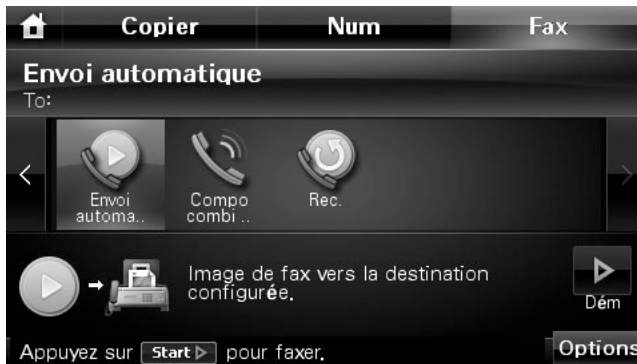 Copier Num Fax
Envoi automatique
To:
Envoi
automa..
Compo
combi ..
Rec.
Image de fax vers la destination
configurée.
Dém
Appuyez sur Start pour faxer.
Options